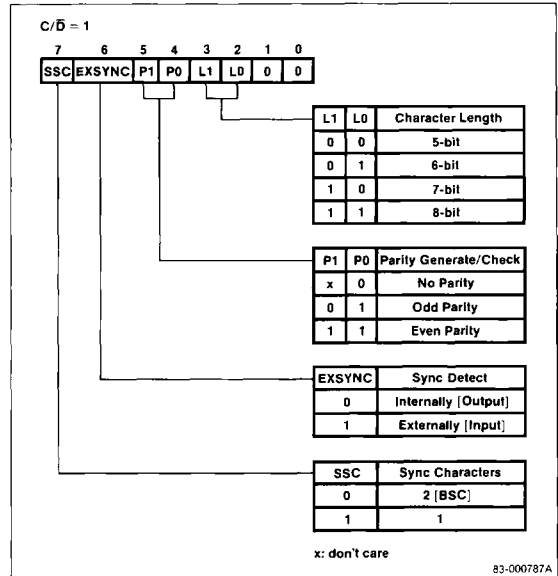 C/D̅ = 1
7 6 5 4 3 2 1 0
SSC EXSYNC P1 P0 L1 L0 0 0
L1 L0 Character Length
0 0 5-bit
0 1 6-bit
1 0 7-bit
1 1 8-bit
P1 P0 Parity Generate/Check
x 0 No Parity
0 1 Odd Parity
1 1 Even Parity
EXSYNC Sync Detect
0 Internally [Output]
1 Externally [Input]
SSC Sync Characters
0 2 [BSC]
1 1
x: don't care
83-000787A